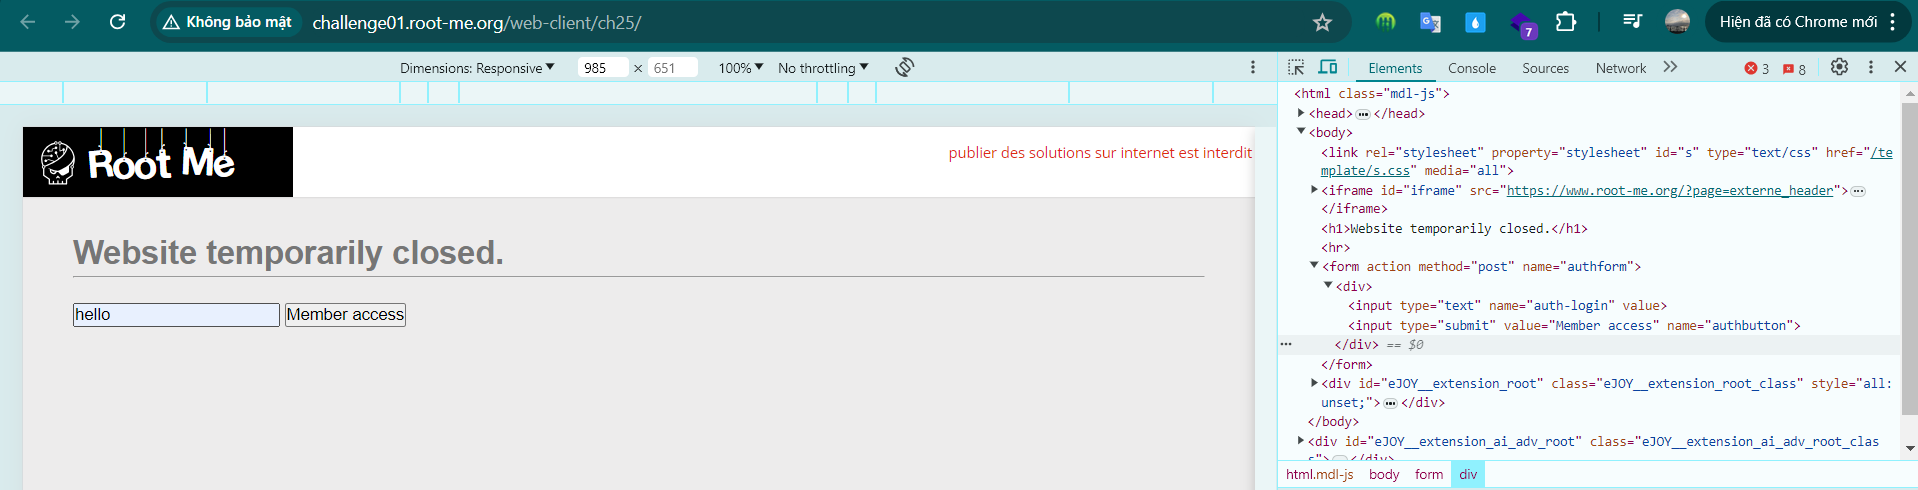 Không bảo mật challenge01.root-me.org/web-client/ch25/ 7 Hiện đã có Chrome mới
Dimensions: Responsive 985 × 651 100% No throttling
Elements Console Sources Network 3 8
Root Me
publier des solutions sur internet est interdit
Website temporarily closed.
hello Member access
<html class="mdl-js">
<head> </head>
<body>
<link rel="stylesheet" property="stylesheet" id="s" type="text/css" href="/te
mplate/s.css" media="all">
<iframe id="iframe" src="https://www.root-me.org/?page=externe_header">
</iframe>
<h1>Website temporarily closed.</h1>
<hr>
<form action method="post" name="authform">
<div>
<input type="text" name="auth-login" value>
<input type="submit" value="Member access" name="authbutton">
</div> == $0
</form>
<div id="eJOY__extension_root" class="eJOY__extension_root_class" style="all:
unset;"> </div>
</body>
<div id="eJOY__extension_ai_adv_root" class="eJOY__extension_ai_adv_root_clas
s"> </div>
html.mdl-js body form div